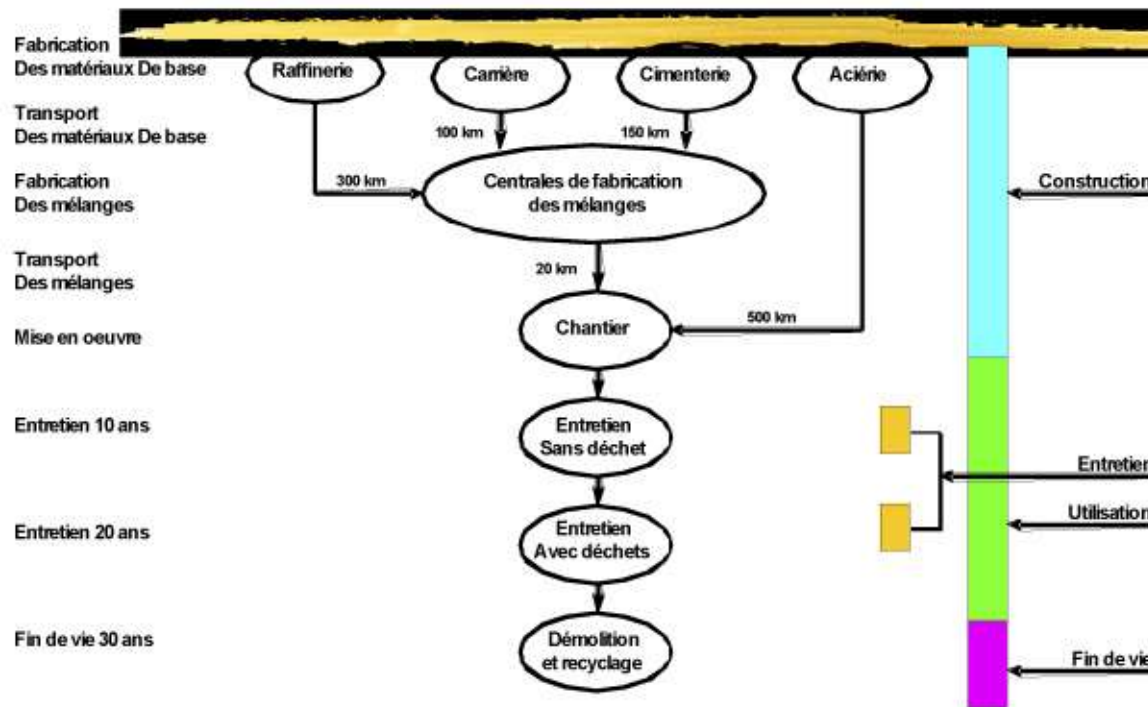 Fabrication
Des matériaux De base
Raffinerie
Carrière
Cimenterie
Aciérie
Transport
Des matériaux De base
100 km
150 km
Fabrication
Des mélanges
300 km
Centrales de fabrication
des mélanges
Construction
Transport
Des mélanges
20 km
Mise en oeuvre
Chantier
500 km
Entretien 10 ans
Entretien
Sans déchet
Entretien
Utilisation
Entretien 20 ans
Entretien
Avec déchets
Fin de vie 30 ans
Démolition
et recyclage
Fin de vie